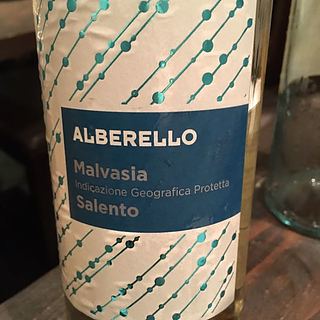 ALBERELLO
Malvasia
Indicazione Geografica Protetta
Salento